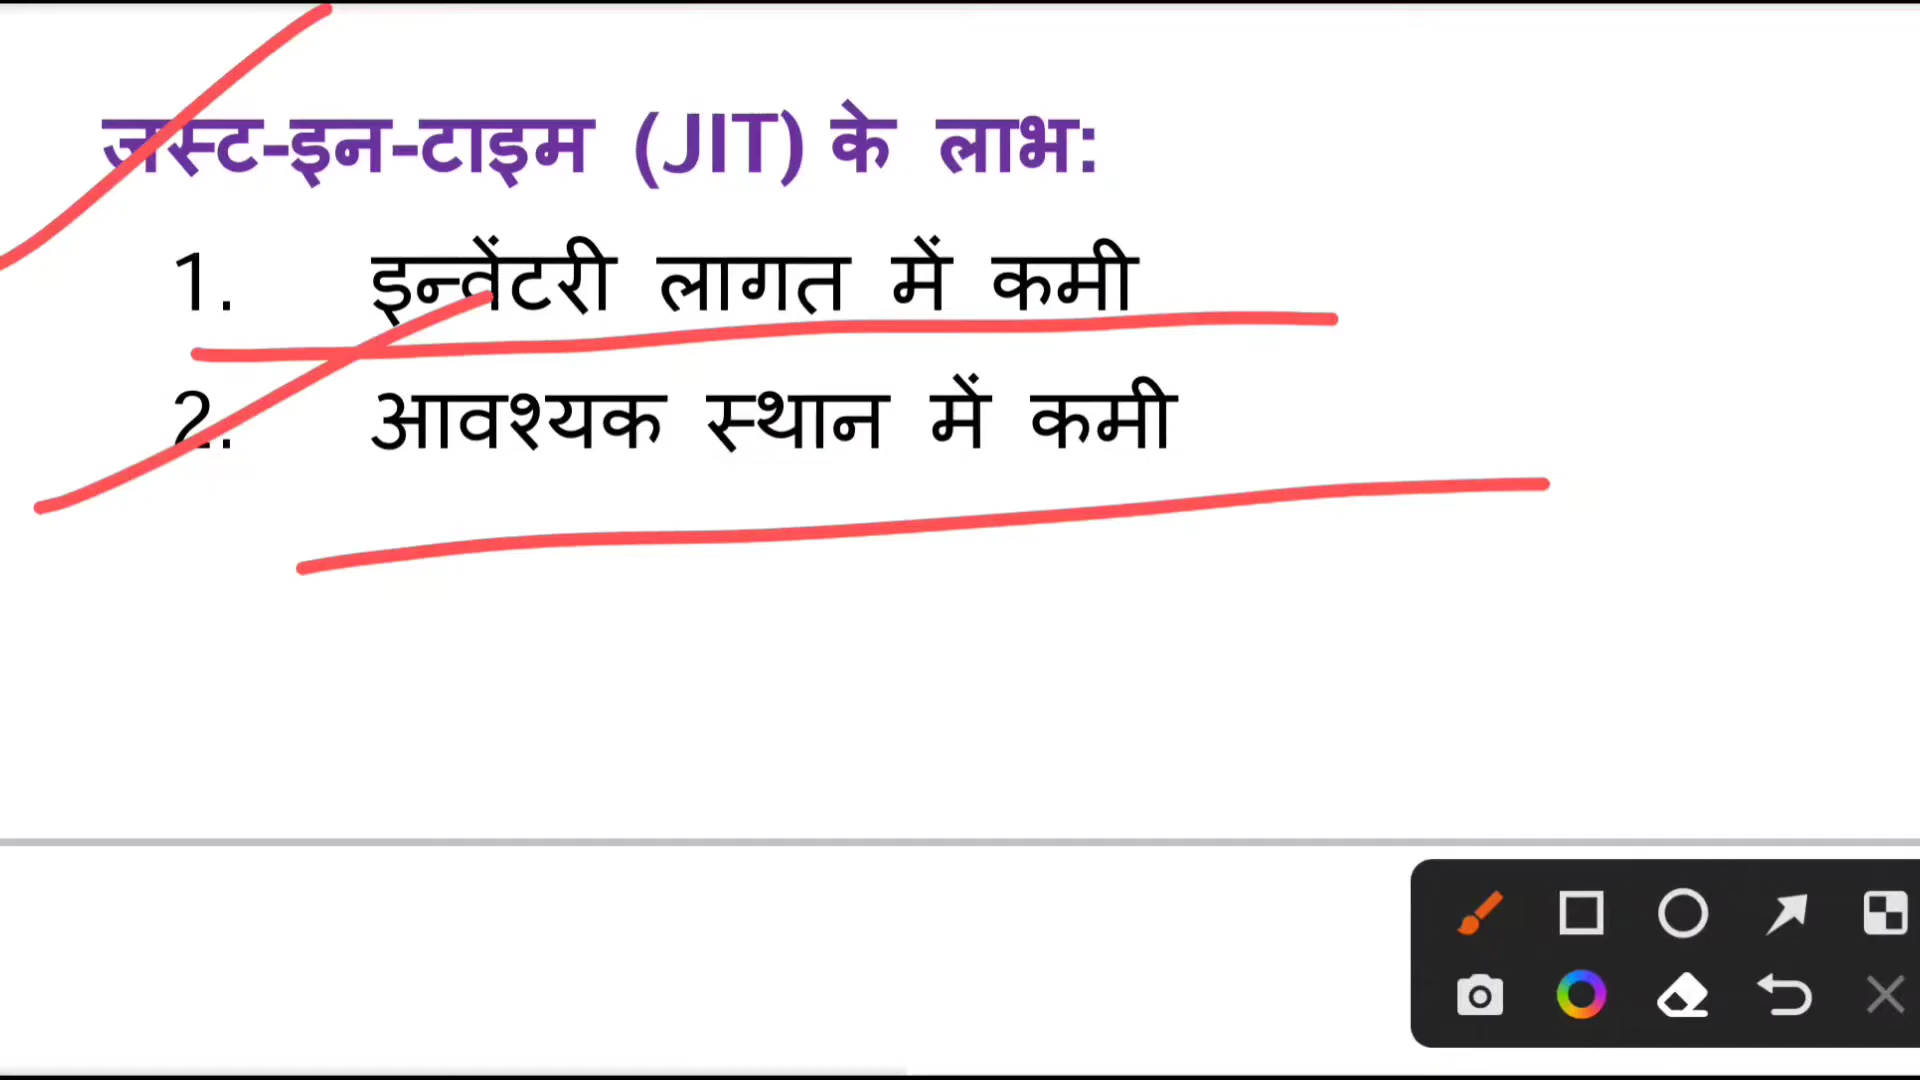 जस्ट-इन-टाइम (JIT) के लाभ:
1. इन्वेंटरी लागत में कमी
2. आवश्यक स्थान में कमी